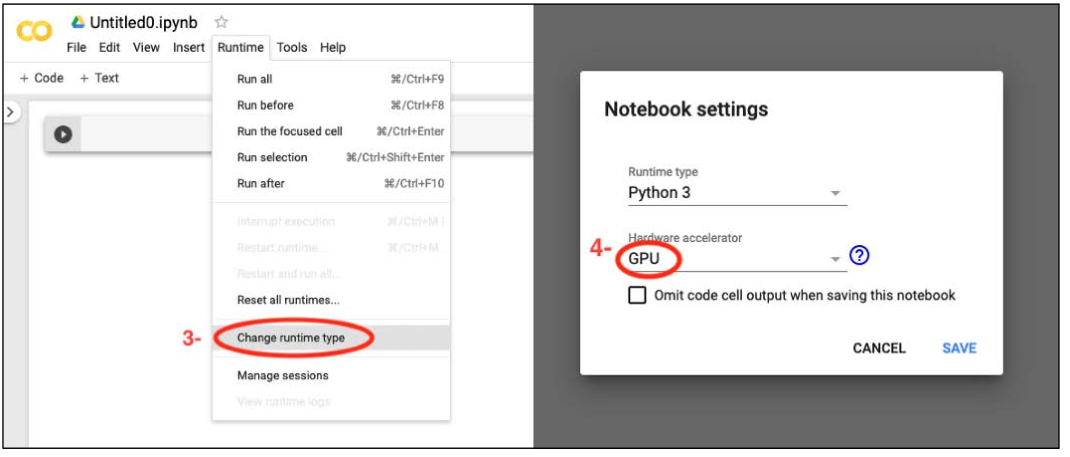 CO Untitled0.ipynb
File Edit View Insert Runtime Tools Help
+ Code + Text
Run all ⌘/Ctrl+F9
Run before ⌘/Ctrl+F8
Run the focused cell ⌘/Ctrl+Enter
Run selection ⌘/Ctrl+Shift+Enter
Run after ⌘/Ctrl+F10
Interrupt execution ⌘/Ctrl+M I
Restart runtime... ⌘/Ctrl+M .
Restart and run all...
Reset all runtimes...
3- Change runtime type
Manage sessions
View runtime logs
Notebook settings
Runtime type
Python 3
Hardware accelerator
4- GPU ?
Omit code cell output when saving this notebook
CANCEL SAVE